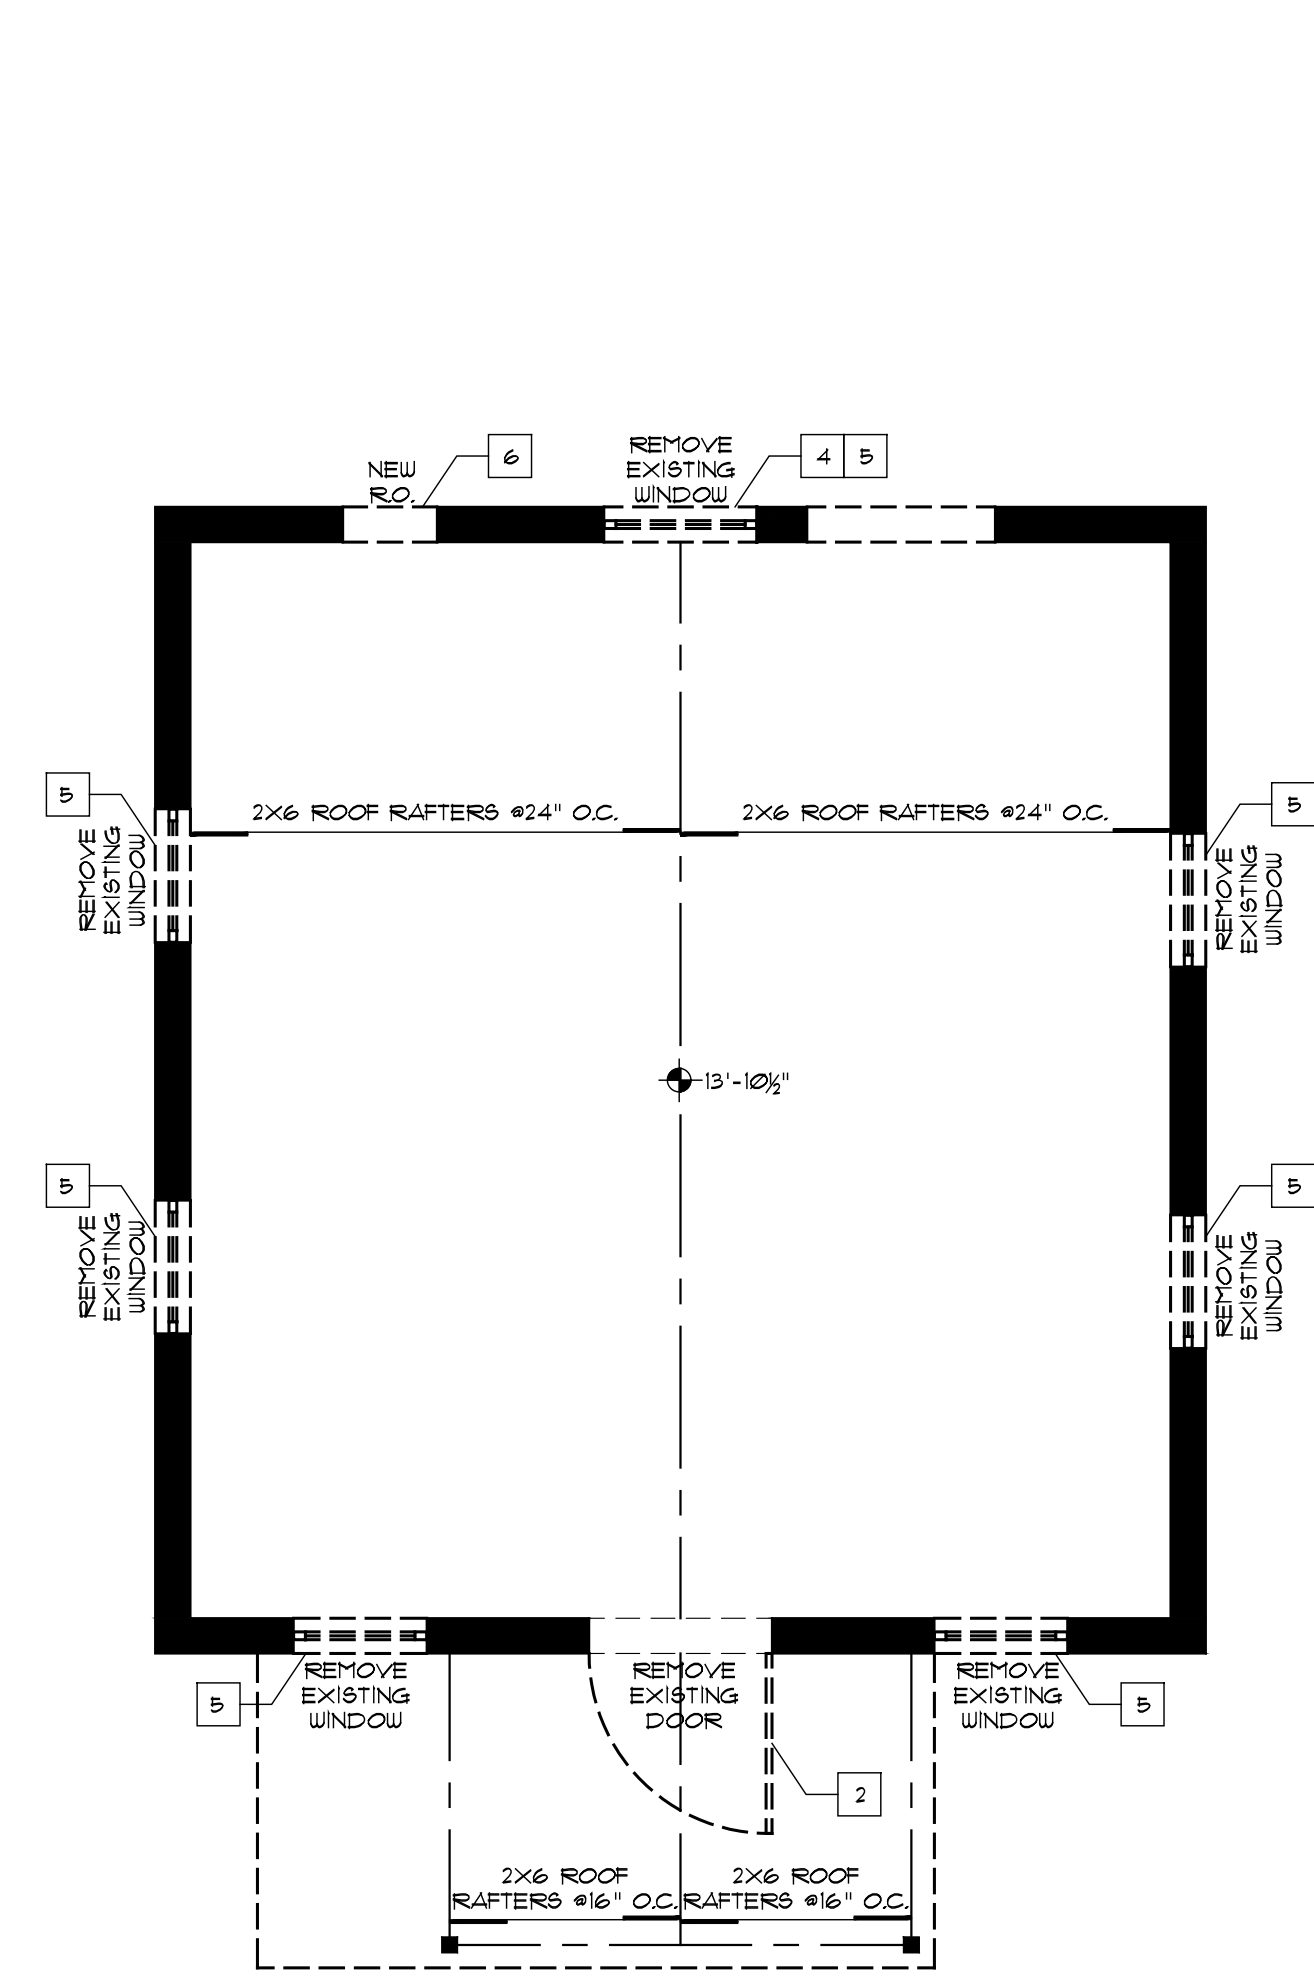 REMOVE
EXISTING
WINDOW
4 5
6
NEW
R.O.
5
REMOVE
EXISTING
WINDOW
2X6 ROOF RAFTERS @24" O.C.
2X6 ROOF RAFTERS @24" O.C.
5
REMOVE
EXISTING
WINDOW
13'-10½"
5
REMOVE
EXISTING
WINDOW
5
REMOVE
EXISTING
WINDOW
5
REMOVE
EXISTING
WINDOW
REMOVE
EXISTING
DOOR
REMOVE
EXISTING
WINDOW
5
2
2X6 ROOF
RAFTERS @16" O.C.
2X6 ROOF
RAFTERS @16" O.C.